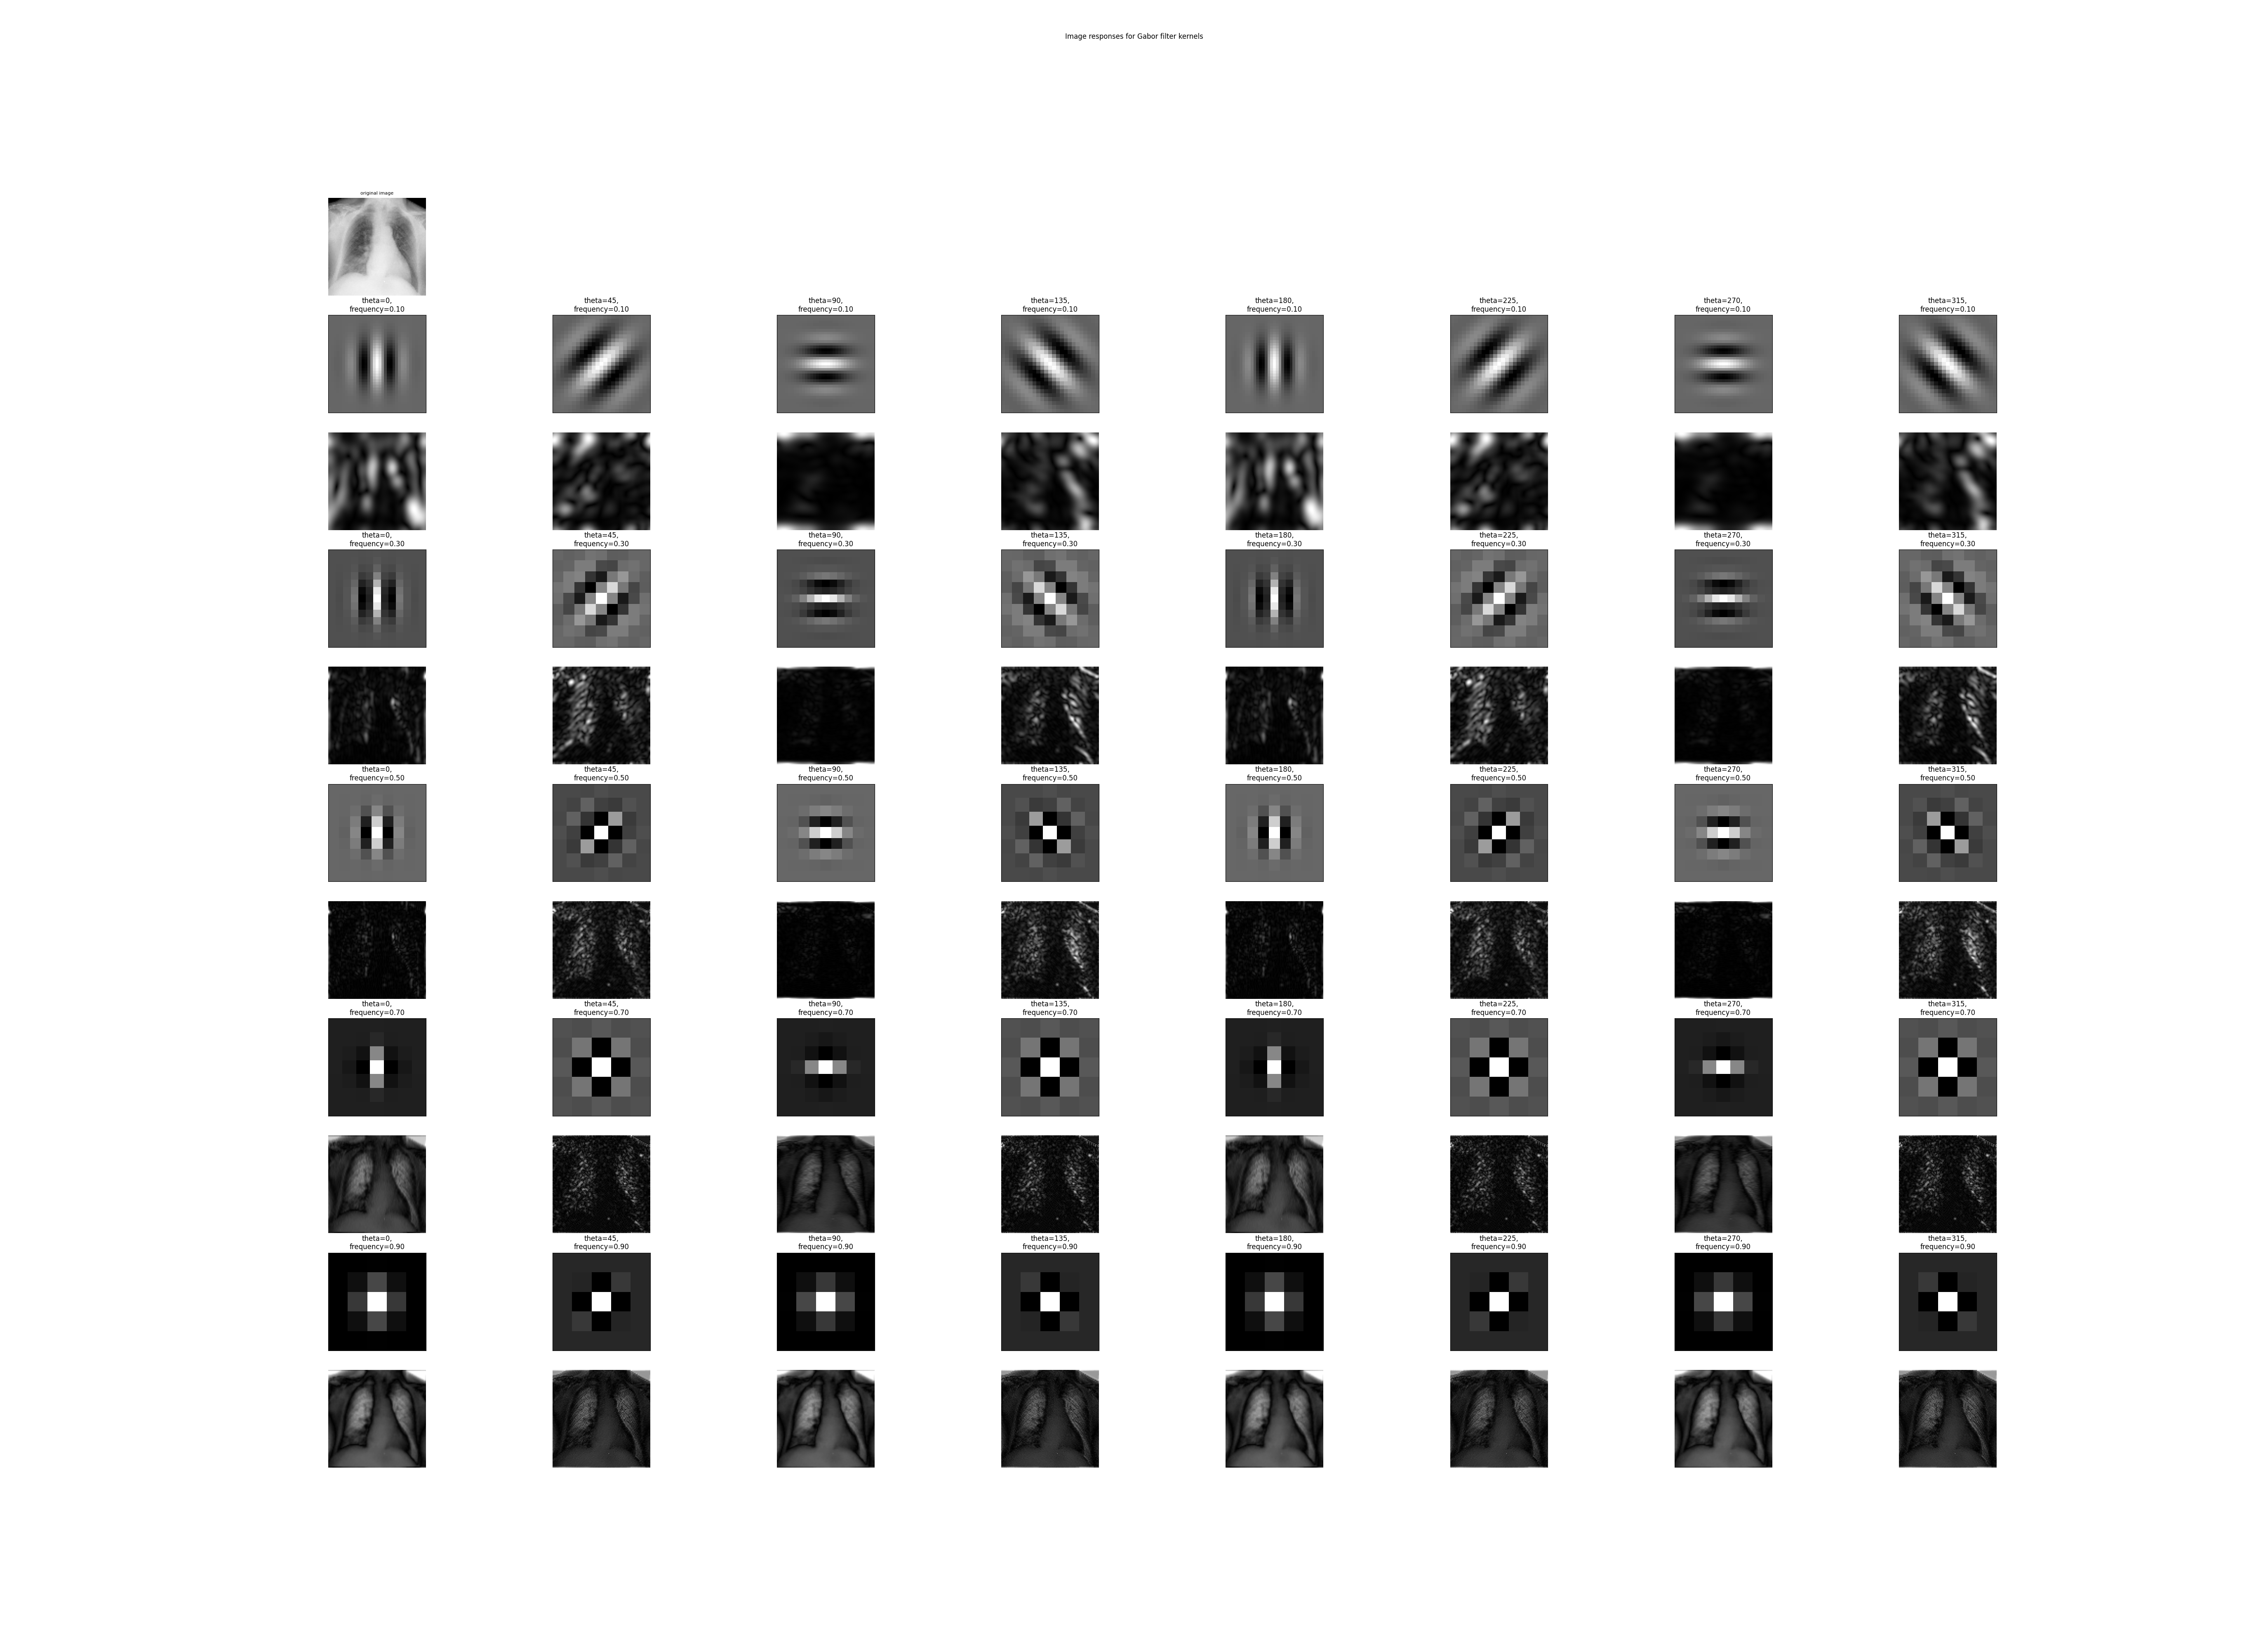 Image responses for Gabor filter kernels
original image
theta=0,
frequency=0.10
theta=45,
frequency=0.10
theta=90,
frequency=0.10
theta=135,
frequency=0.10
theta=180,
frequency=0.10
theta=225,
frequency=0.10
theta=270,
frequency=0.10
theta=315,
frequency=0.10
theta=0,
frequency=0.30
theta=45,
frequency=0.30
theta=90,
frequency=0.30
theta=135,
frequency=0.30
theta=180,
frequency=0.30
theta=225,
frequency=0.30
theta=270,
frequency=0.30
theta=315,
frequency=0.30
theta=0,
frequency=0.50
theta=45,
frequency=0.50
theta=90,
frequency=0.50
theta=135,
frequency=0.50
theta=180,
frequency=0.50
theta=225,
frequency=0.50
theta=270,
frequency=0.50
theta=315,
frequency=0.50
theta=0,
frequency=0.70
theta=45,
frequency=0.70
theta=90,
frequency=0.70
theta=135,
frequency=0.70
theta=180,
frequency=0.70
theta=225,
frequency=0.70
theta=270,
frequency=0.70
theta=315,
frequency=0.70
theta=0,
frequency=0.90
theta=45,
frequency=0.90
theta=90,
frequency=0.90
theta=135,
frequency=0.90
theta=180,
frequency=0.90
theta=225,
frequency=0.90
theta=270,
frequency=0.90
theta=315,
frequency=0.90